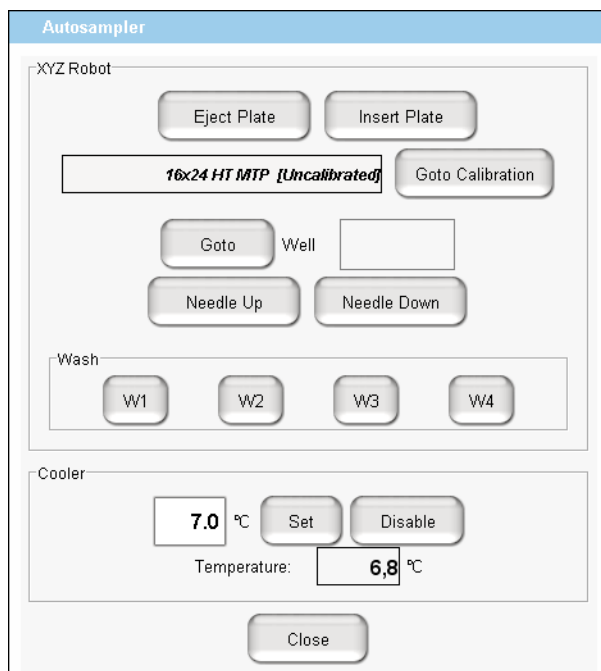 Autosampler
XYZ Robot
Eject Plate Insert Plate
16x24 HT MTP [Uncalibrated] Goto Calibration
Goto Well
Needle Up Needle Down
Wash
W1 W2 W3 W4
Cooler
7.0 °C Set Disable
Temperature: 6,8 °C
Close